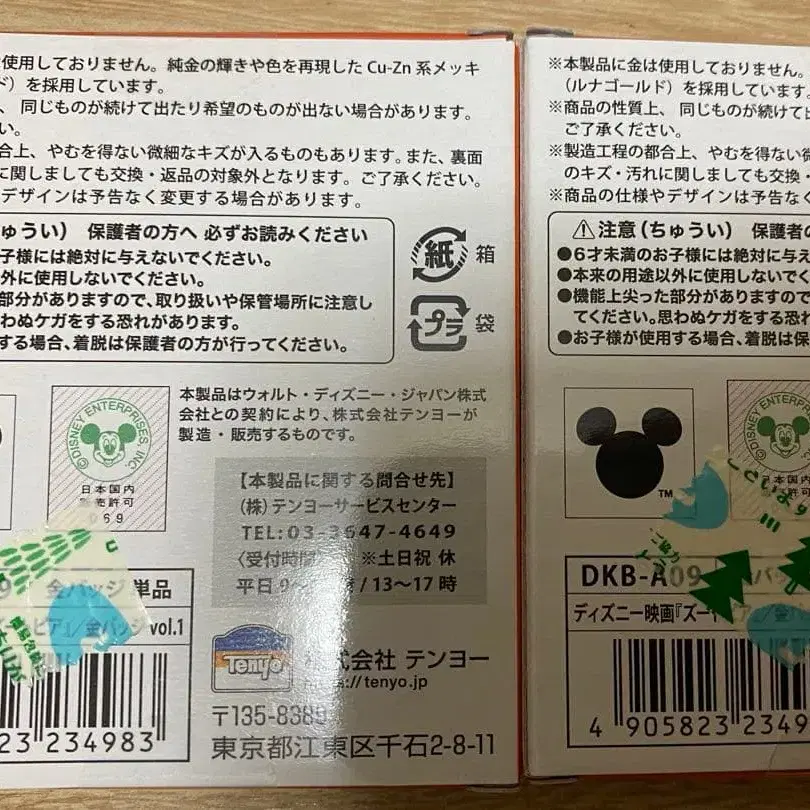 使用しておりません。純金の輝きや色を再現した Cu-Zn 系メッキ
ド）を採用しています。
、同じものが続けて出たり希望のものが出ない場合があります。
い。
合上、やむを得ない微細なキズが入るものもあります。また、裏面
に関しましても交換・返品の対象外となります。ご了承ください。
デザインは予告なく変更する場合があります。
ゅうい） 保護者の方へ 必ずお読みください
子様には絶対に与えないでください。
外に使用しないでください。
部分がありますので、取り扱いや保管場所に注意し
わぬケガをする恐れがあります。
する場合、着脱は保護者の方が行ってください。
紙 箱
プラ 袋
本製品はウォルト・ディズニー・ジャパン株式
会社との契約により、株式会社テンヨーが
製造・販売するものです。
©DISNEY ENTERPRISES, INC
日本国内
販売許可
069
【本製品に関する問合せ先】
（株）テンヨーサービスセンター
TEL:03-3647-4649
〈受付時間〉 ※土日祝 休
平日 9〜 / 13〜17 時
金バッジ 単品
ピア』／金バッジ vol.1
23 234983
Tenyo
株式会社 テンヨー
://tenyo.jp
〒135-8389
東京都江東区千石2-8-11
※本製品に金は使用しておりません。
（ルナゴールド）を採用しています
※商品の性質上、同じものが続けて出
ご了承ください。
※製造工程の都合上、やむを得ない微
のキズ・汚れに関しましても交換・
※商品の仕様やデザインは予告なく
注意（ちゅうい） 保護者の
●6才未満のお子様には絶対に与え
●本来の用途以外に使用しないでく
●機能上尖った部分がありますので
てください。思わぬケガをする恐れ
●お子様が使用する場合、着脱は保
TM
DISNEY ENTERPRISES
本国内
ございます
ご協力
DKB-A09
ディズニー映画『ズー
4 905823 2349